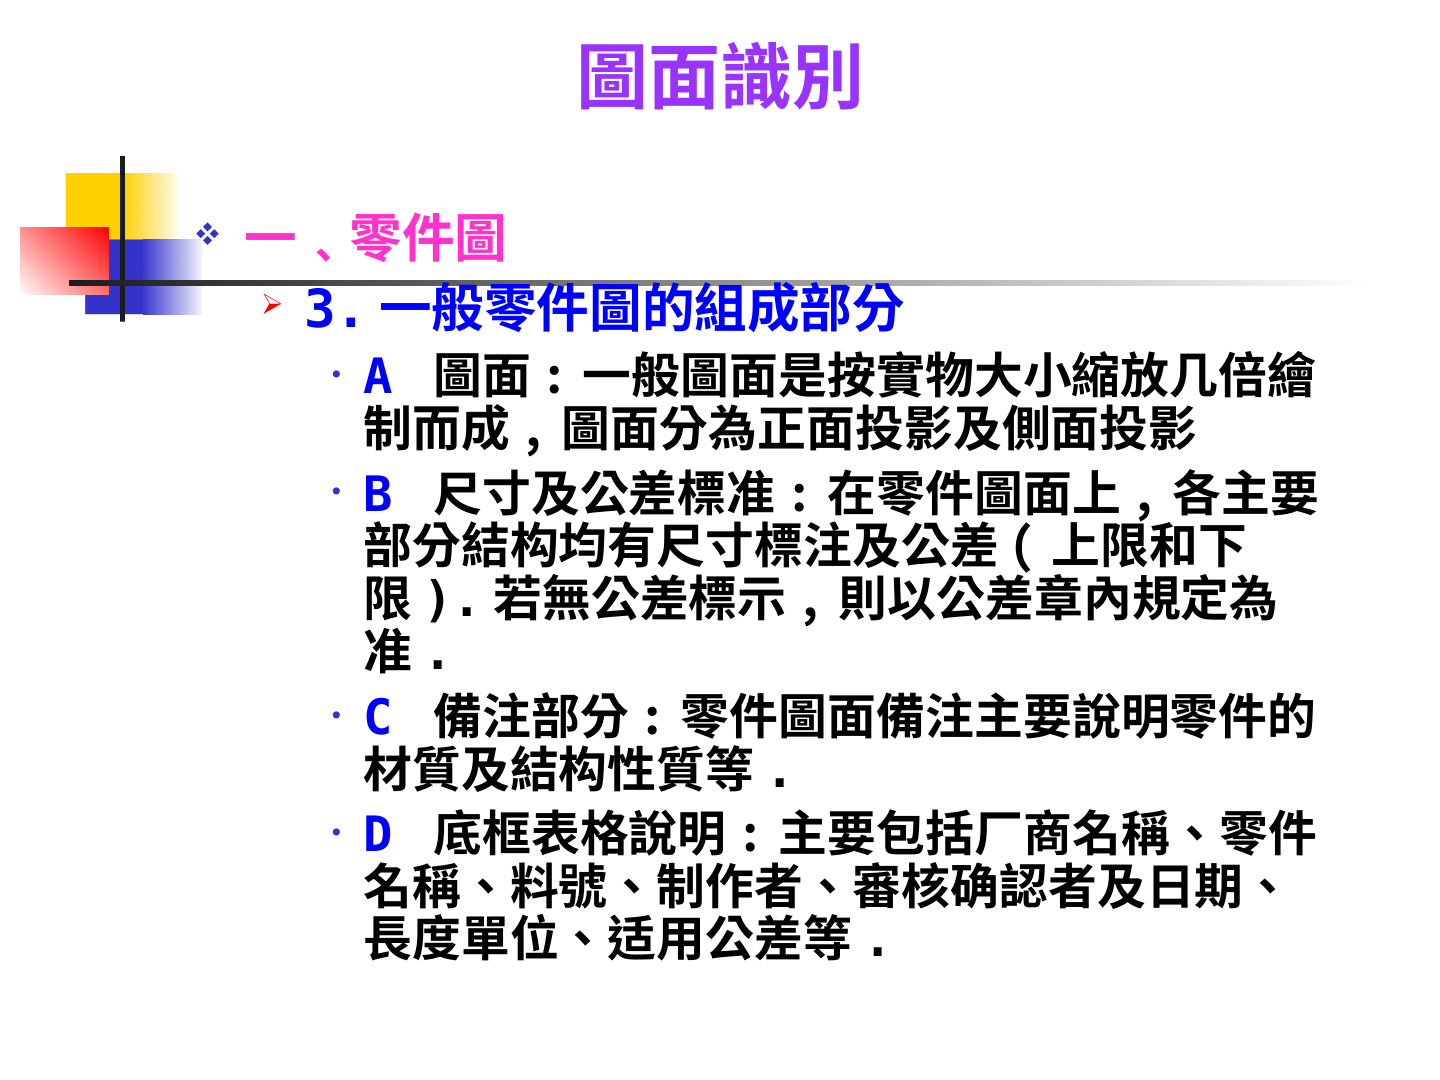 圖面識別
一﹑零件圖
3.一般零件圖的組成部分
A 圖面：一般圖面是按實物大小縮放几倍繪
制而成，圖面分為正面投影及側面投影
B 尺寸及公差標准：在零件圖面上，各主要
部分結构均有尺寸標注及公差(上限和下
限).若無公差標示，則以公差章內規定為
准.
C 備注部分：零件圖面備注主要說明零件的
材質及結构性質等.
D 底框表格說明：主要包括厂商名稱、零件
名稱、料號、制作者、審核确認者及日期、
長度單位、适用公差等.